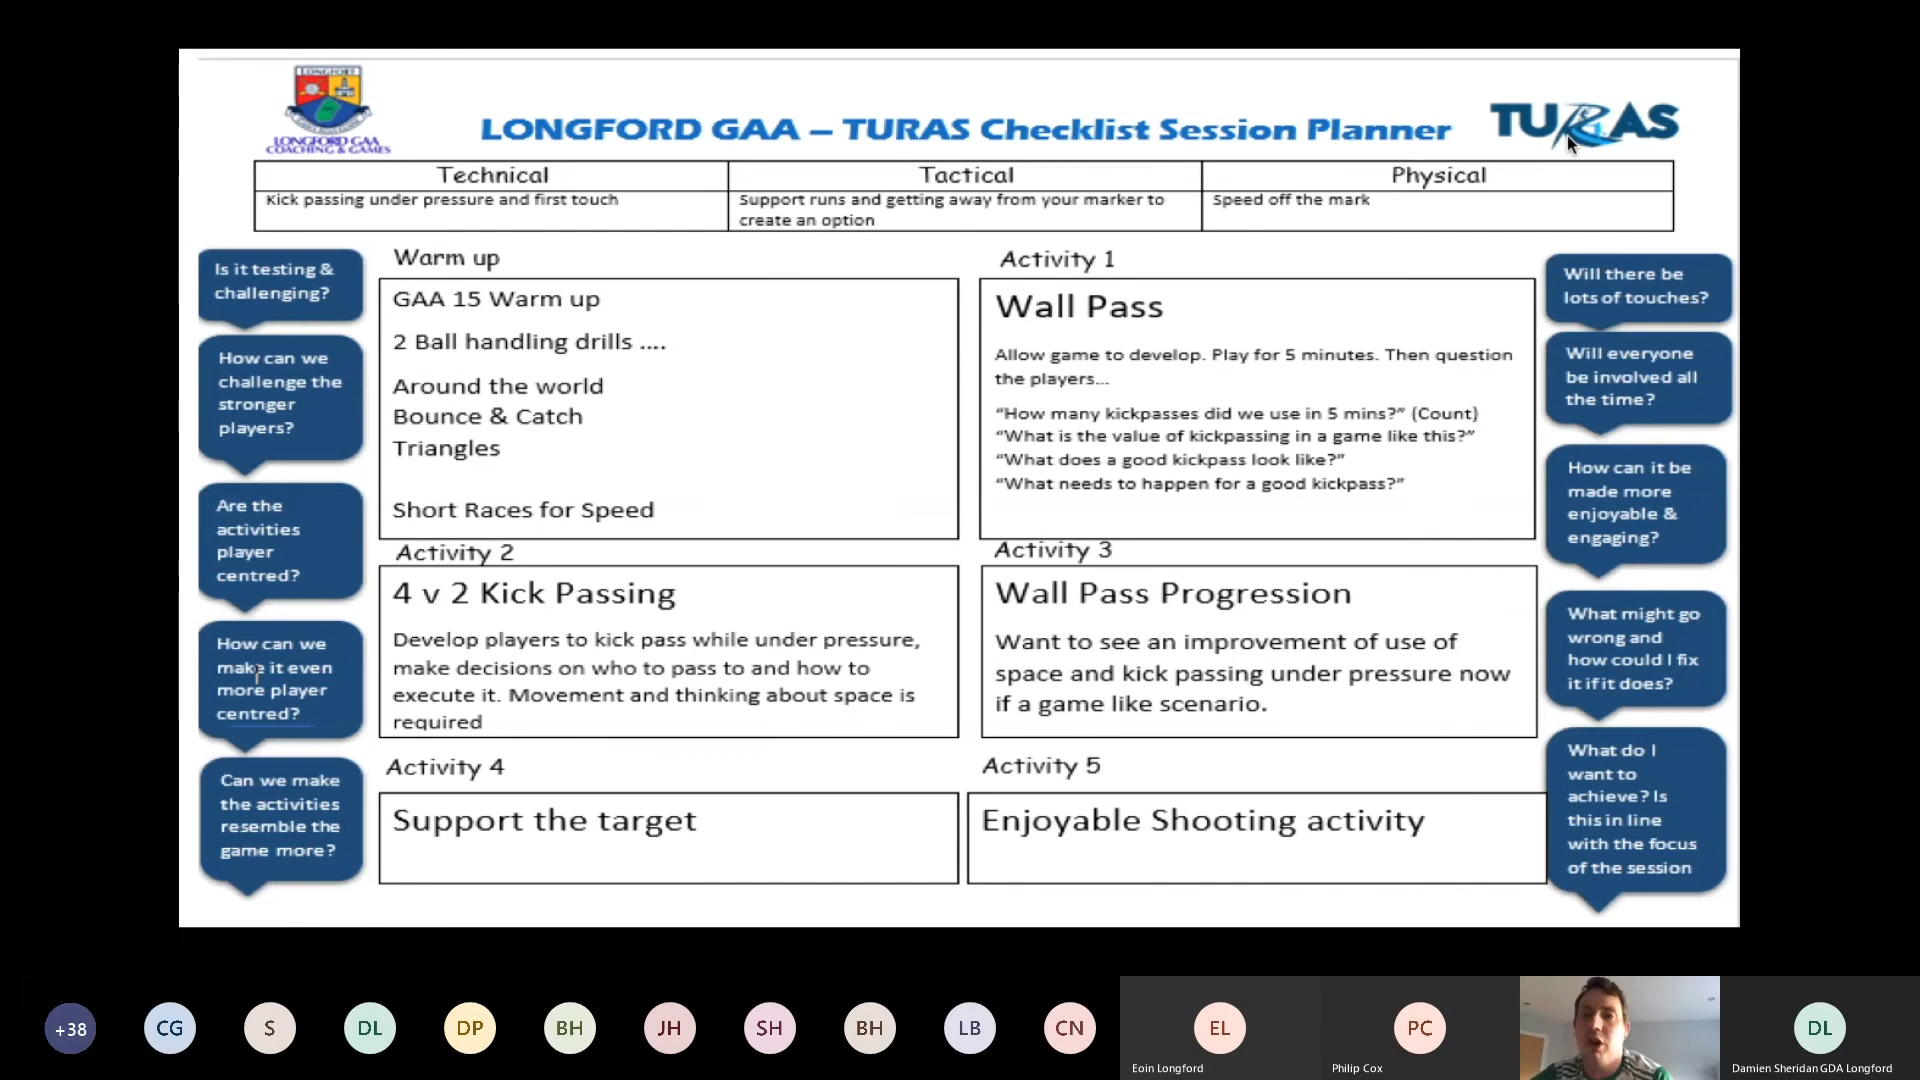 LONGFORD
LONGFORD GAA
COACHING & GAMES
LONGFORD GAA – TURAS Checklist Session Planner
TURAS
Technical
Tactical
Physical
Kick passing under pressure and first touch
Support runs and getting away from your marker to
create an option
Speed off the mark
Is it testing &
challenging?
How can we
challenge the
stronger
players?
Are the
activities
player
centred?
How can we
make it even
more player
centred?
Can we make
the activities
resemble the
game more?
Warm up
GAA 15 Warm up
2 Ball handling drills ....
Around the world
Bounce & Catch
Triangles
Short Races for Speed
Activity 1
Wall Pass
Allow game to develop. Play for 5 minutes. Then question
the players...
“How many kickpasses did we use in 5 mins?” (Count)
“What is the value of kickpassing in a game like this?”
“What does a good kickpass look like?”
“What needs to happen for a good kickpass?”
Activity 2
4 v 2 Kick Passing
Develop players to kick pass while under pressure,
make decisions on who to pass to and how to
execute it. Movement and thinking about space is
required
Activity 3
Wall Pass Progression
Want to see an improvement of use of
space and kick passing under pressure now
if a game like scenario.
Activity 4
Support the target
Activity 5
Enjoyable Shooting activity
Will there be
lots of touches?
Will everyone
be involved all
the time?
How can it be
made more
enjoyable &
engaging?
What might go
wrong and
how could I fix
it if it does?
What do I
want to
achieve? Is
this in line
with the focus
of the session
+38
CG
S
DL
DP
BH
JH
SH
BH
LB
CN
EL
Eoin Longford
PC
Philip Cox
DL
Damien Sheridan GDA Longford